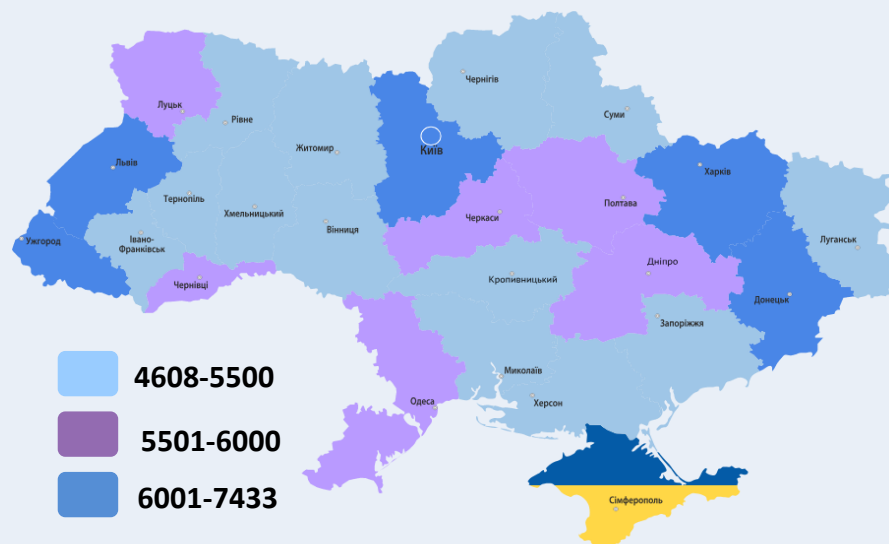 Чернігів
Луцьк
Суми
Рівне
Житомир
Київ
Львів
Харків
Тернопіль
Полтава
Хмельницький
Черкаси
Вінниця
Ужгород
Івано-
Франківськ
Луганськ
Дніпро
Кропивницький
Чернівці
Донецьк
Запоріжжя
Миколаїв
4608-5500
Одеса
Херсон
5501-6000
6001-7433
Сімферополь